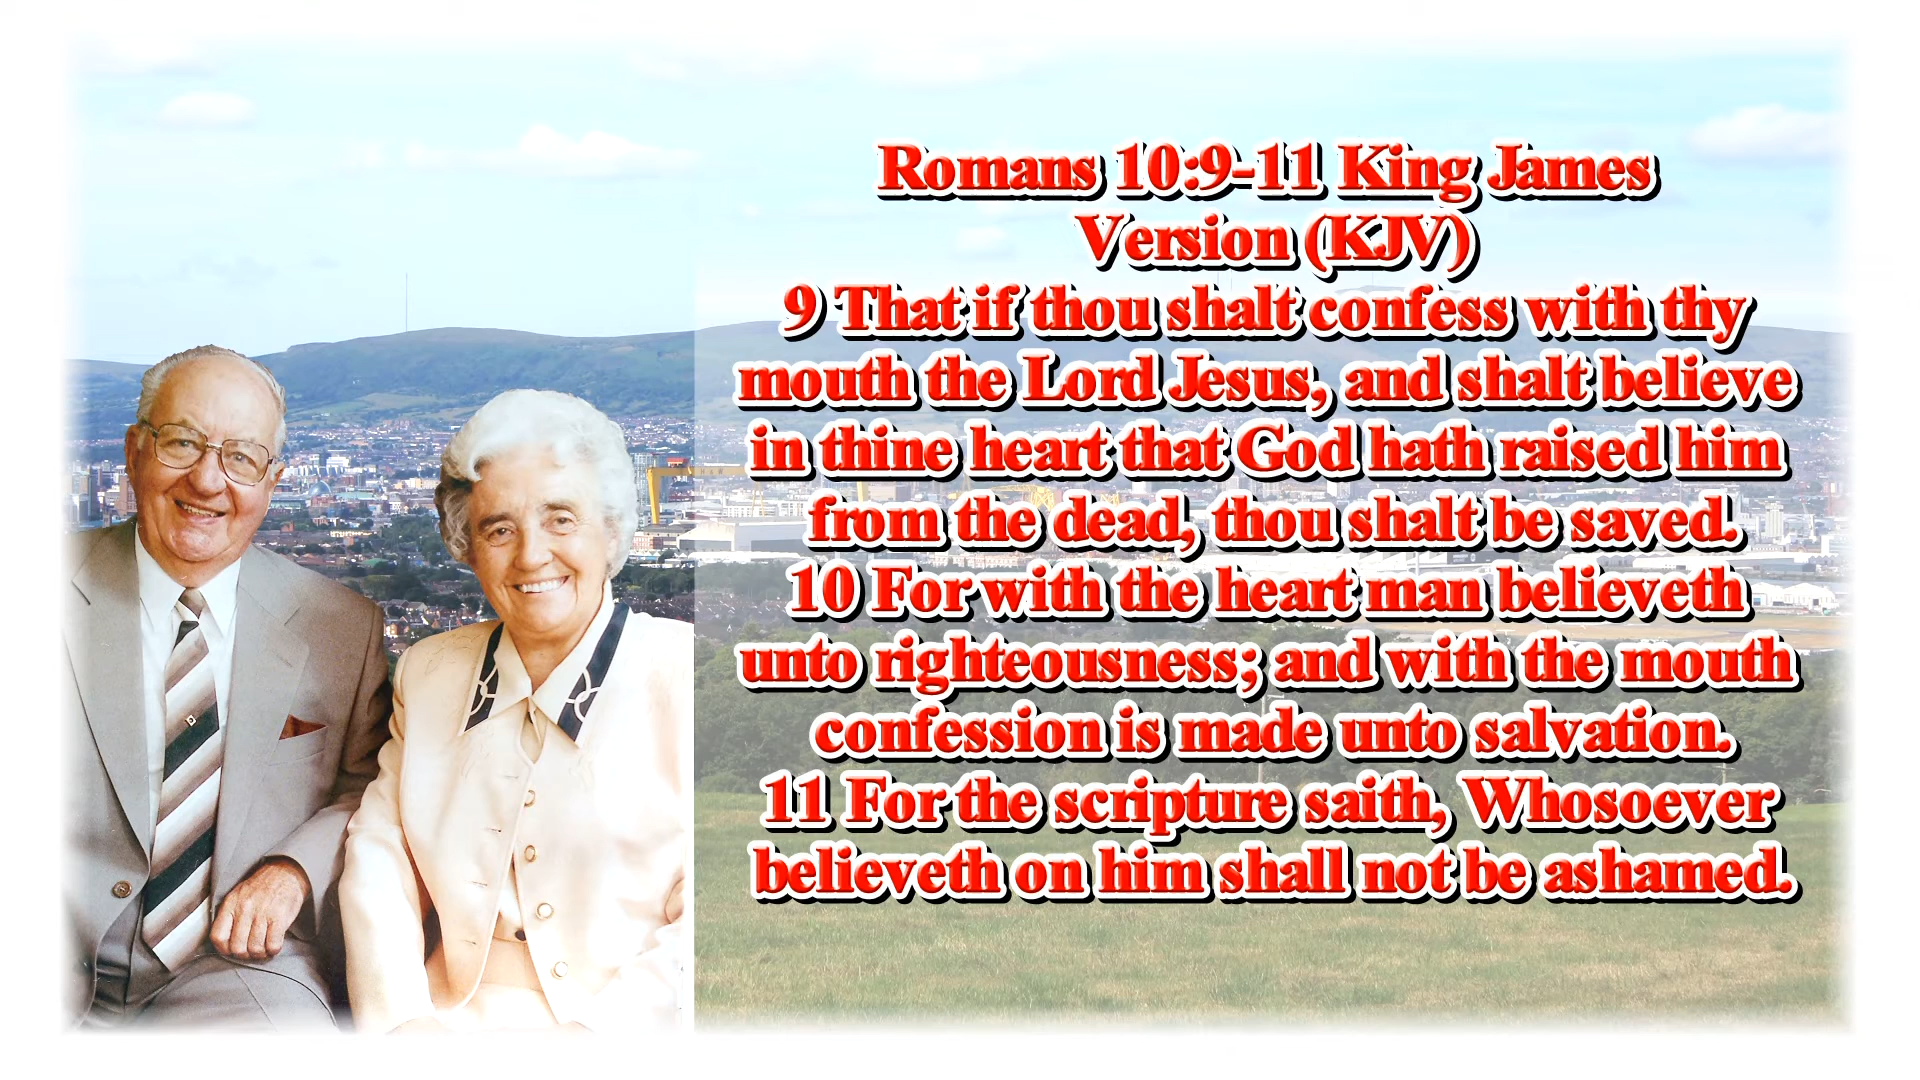 Romans 10:9-11 King James
Version (KJV)
9 That if thou shalt confess with thy
mouth the Lord Jesus, and shalt believe
in thine heart that God hath raised him
from the dead, thou shalt be saved.
10 For with the heart man believeth
unto righteousness; and with the mouth
confession is made unto salvation.
11 For the scripture saith, Whosoever
believeth on him shall not be ashamed.